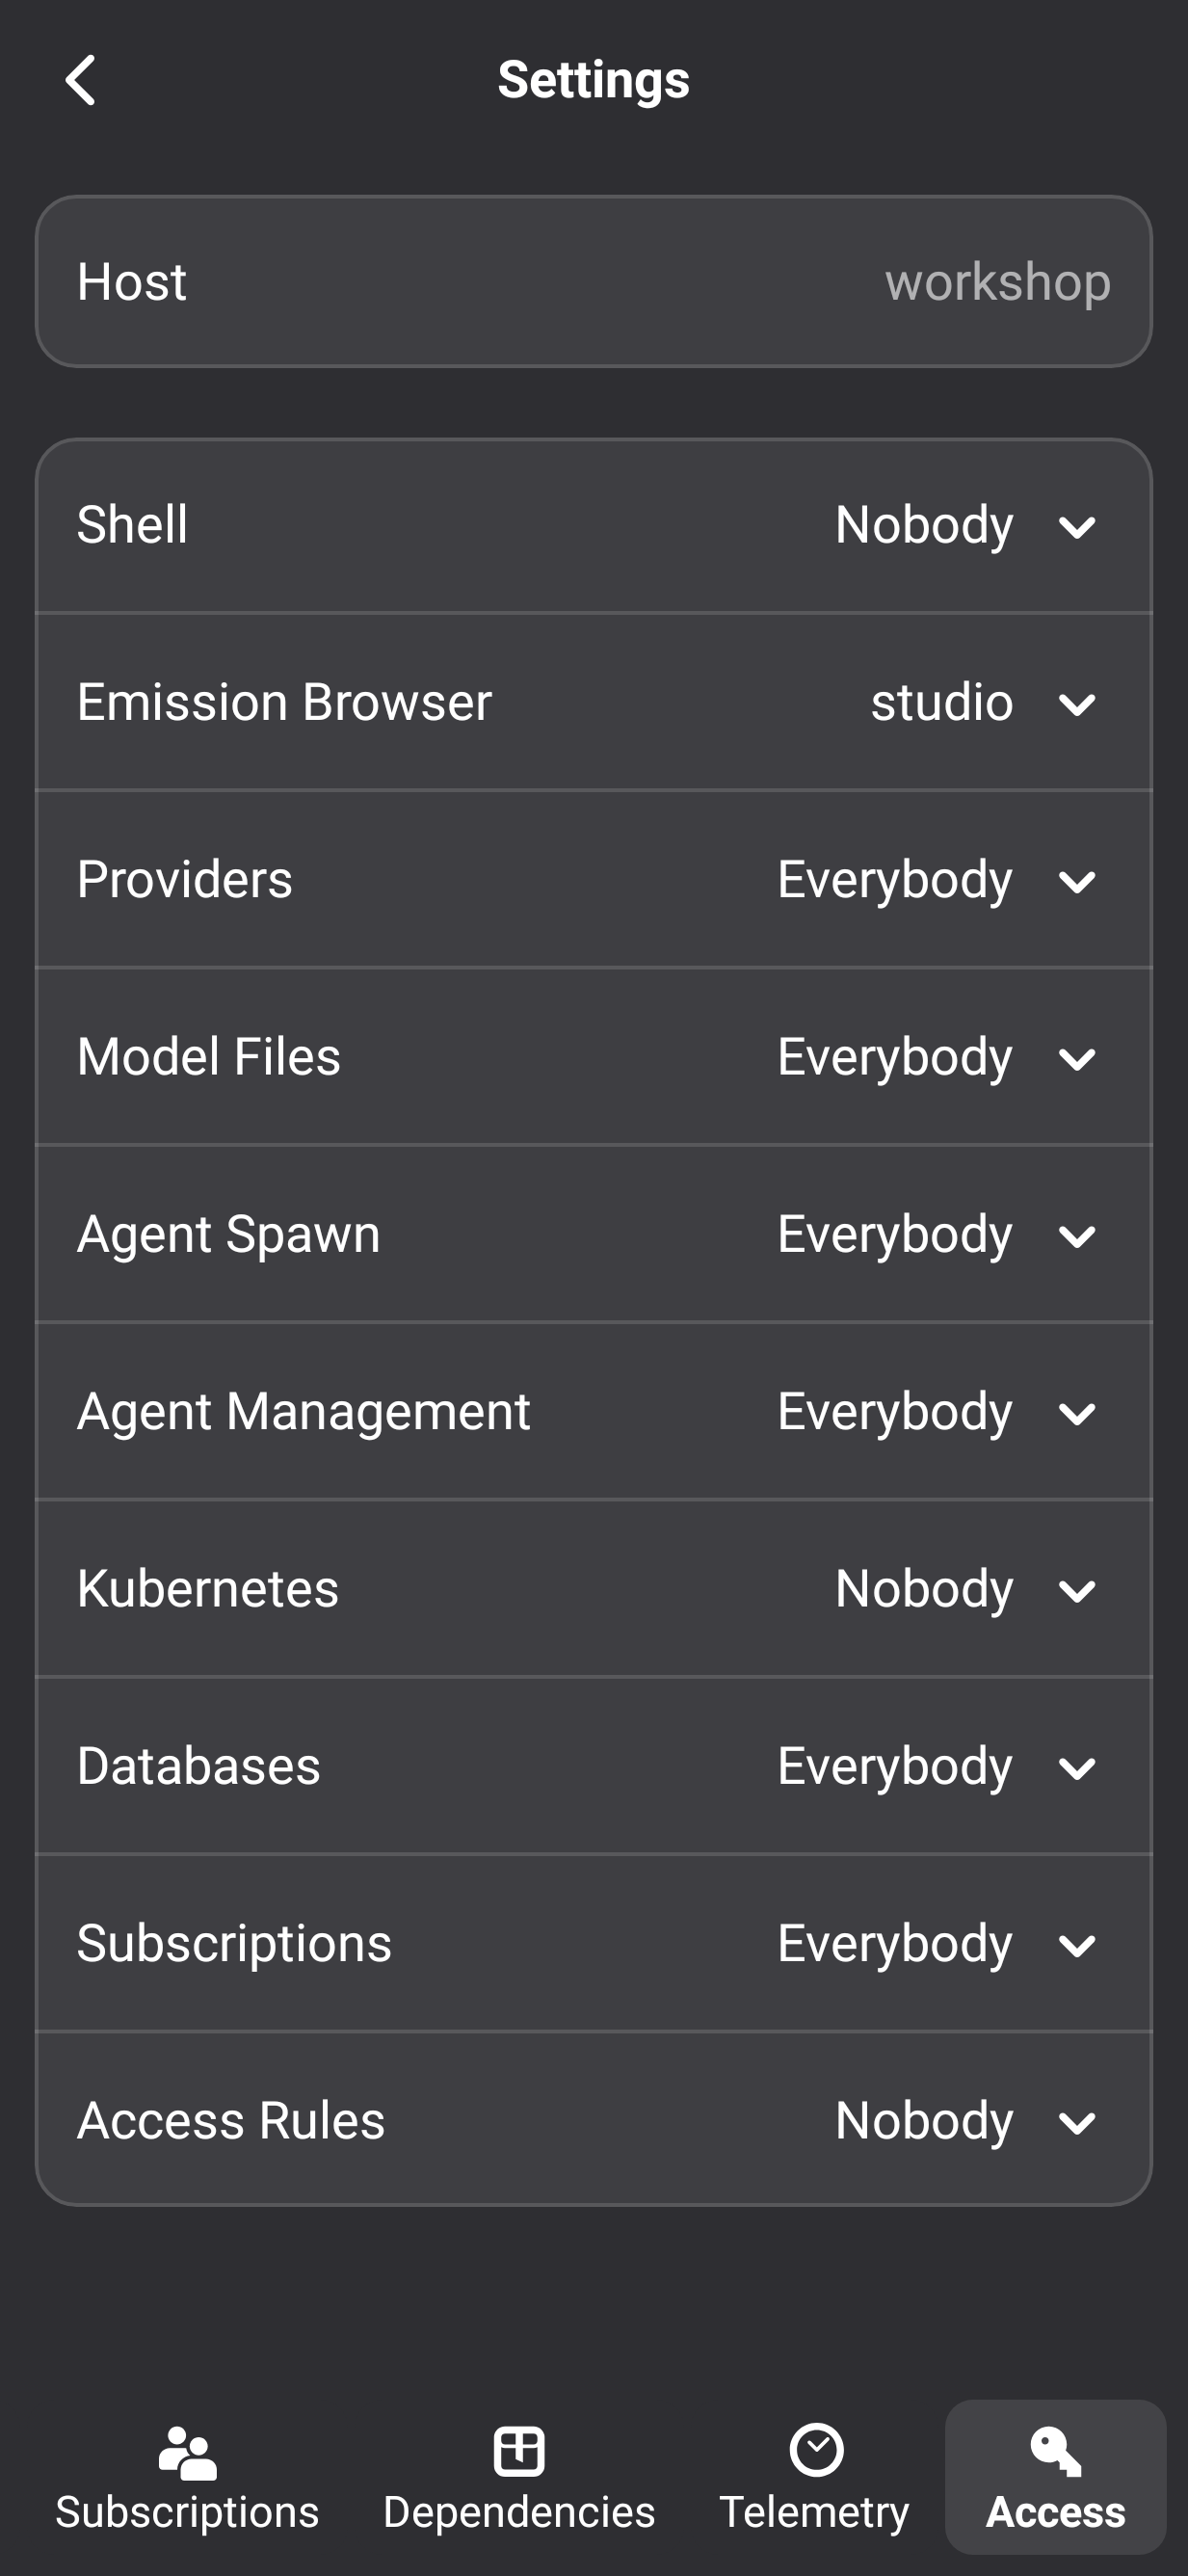 Settings
Host workshop
Shell Nobody
Emission Browser studio
Providers Everybody
Model Files Everybody
Agent Spawn Everybody
Agent Management Everybody
Kubernetes Nobody
Databases Everybody
Subscriptions Everybody
Access Rules Nobody
Subscriptions Dependencies Telemetry Access